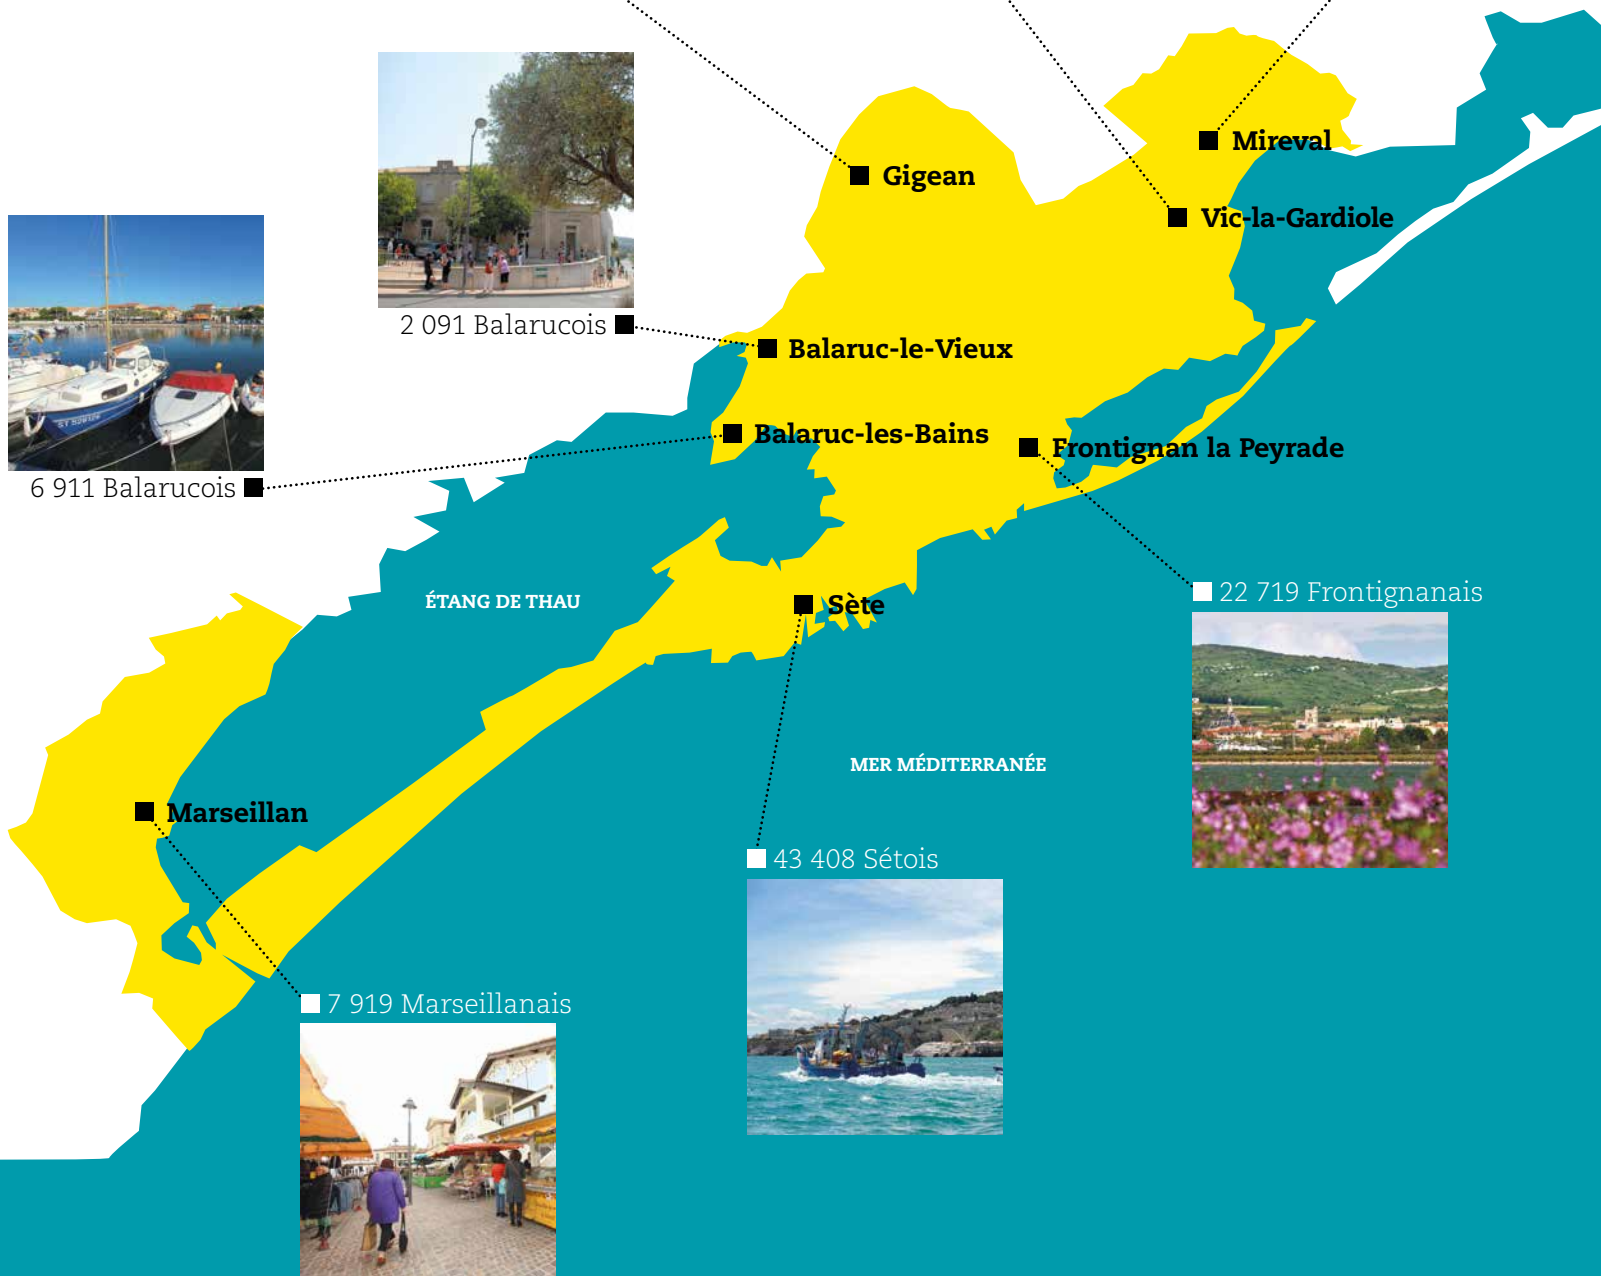 Mireval
Gigean
Vic-la-Gardiole
2 091 Balarucois
Balaruc-le-Vieux
Balaruc-les-Bains
Frontignan la Peyrade
6 911 Balarucois
ÉTANG DE THAU
Sète
22 719 Frontignanais
MER MÉDITERRANÉE
Marseillan
43 408 Sétois
7 919 Marseillanais